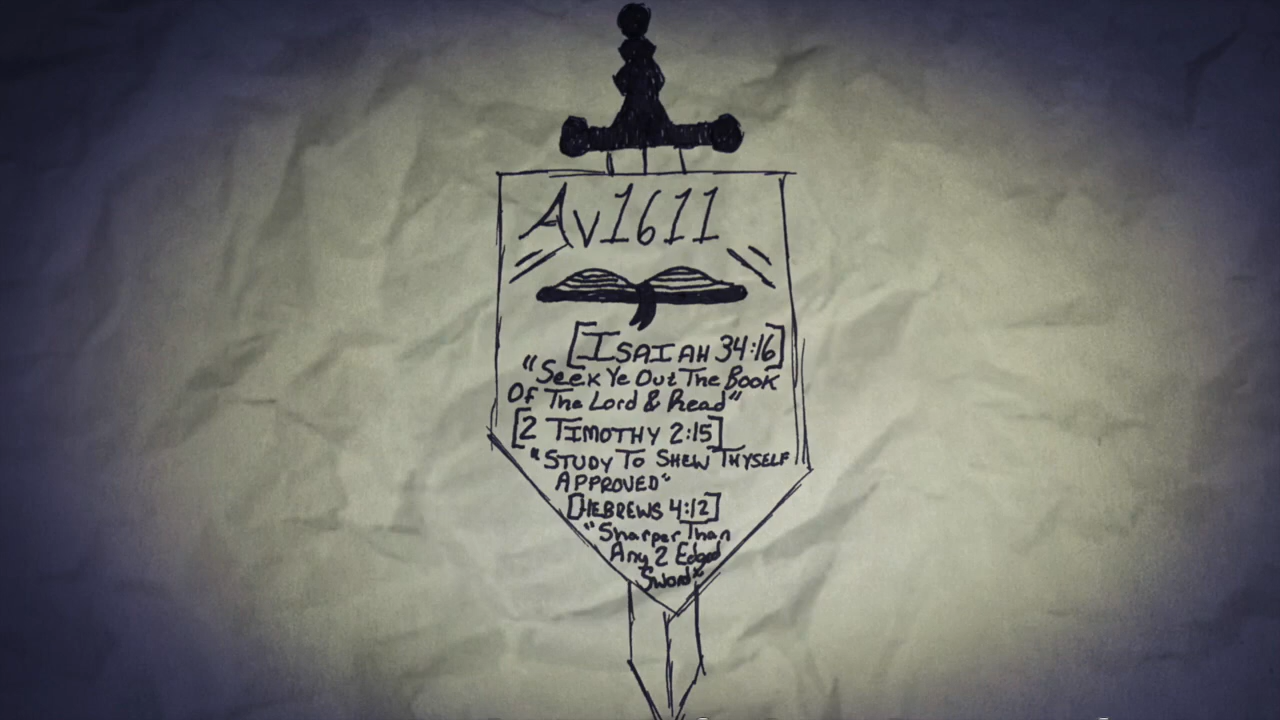 Av1611
[ISAIAH 34:16]
"Seek Ye Out The Book
Of The Lord & Read"
[2 TIMOTHY 2:15]
"STUDY TO SHEW THYSELF
APPROVED"
[HEBREWS 4:12]
"Sharper Than
Any 2 Edged
Sword"